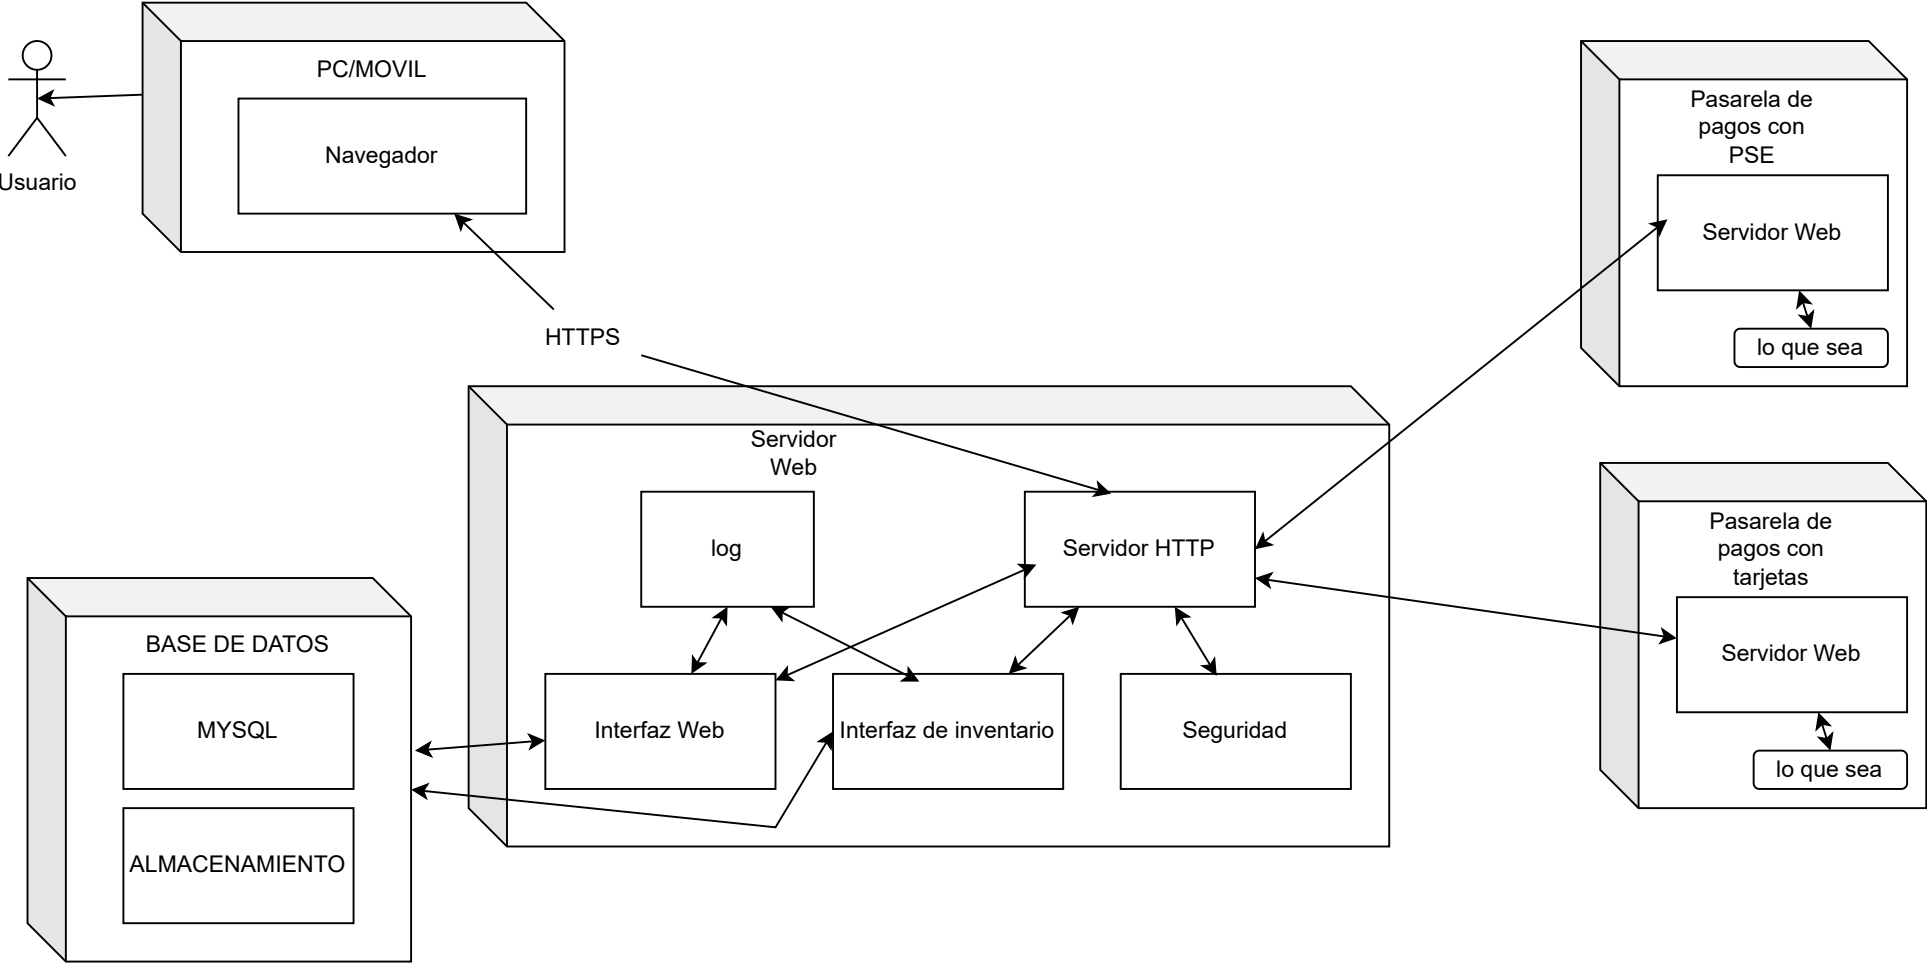 PC/MOVIL
Navegador
Usuario
HTTPS
Pasarela de
pagos con
PSE
Servidor Web
lo que sea
Servidor
Web
log
Servidor HTTP
Interfaz Web
Interfaz de inventario
Seguridad
Pasarela de
pagos con
tarjetas
Servidor Web
lo que sea
BASE DE DATOS
MYSQL
ALMACENAMIENTO